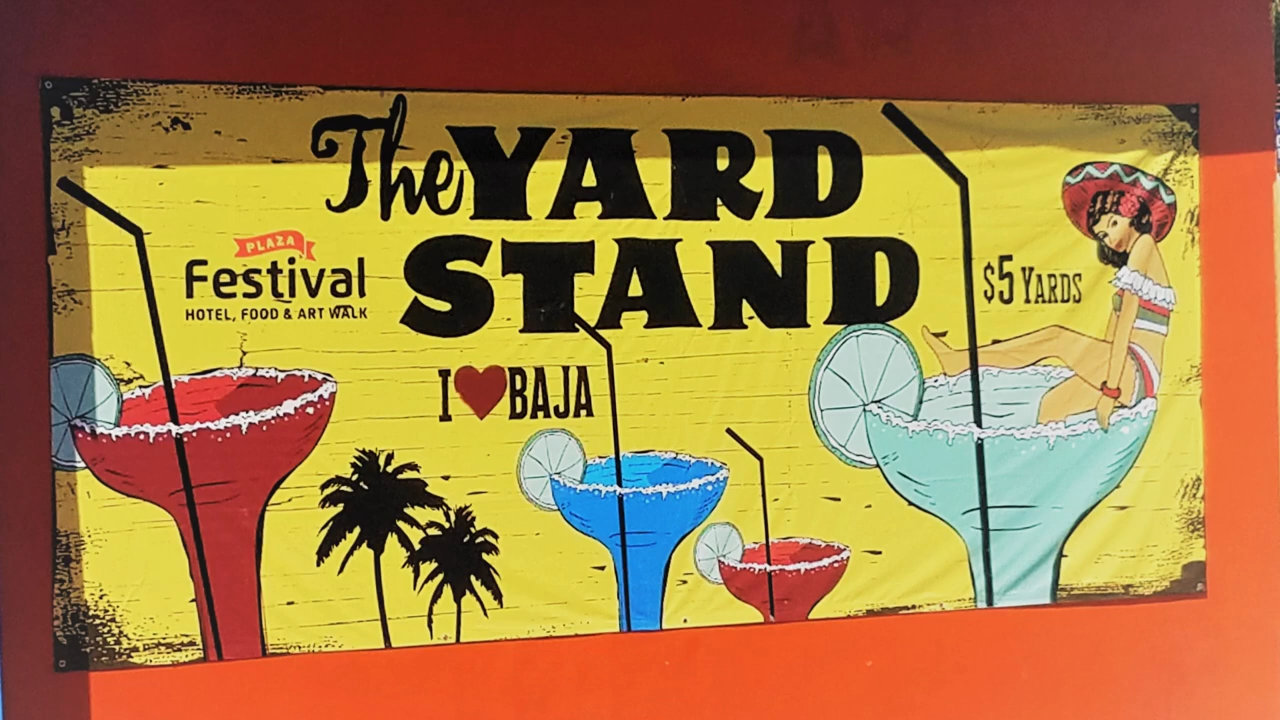 The YARD
STAND
PLAZA
Festival
HOTEL, FOOD & ART WALK
$5 YARDS
I ❤ BAJA